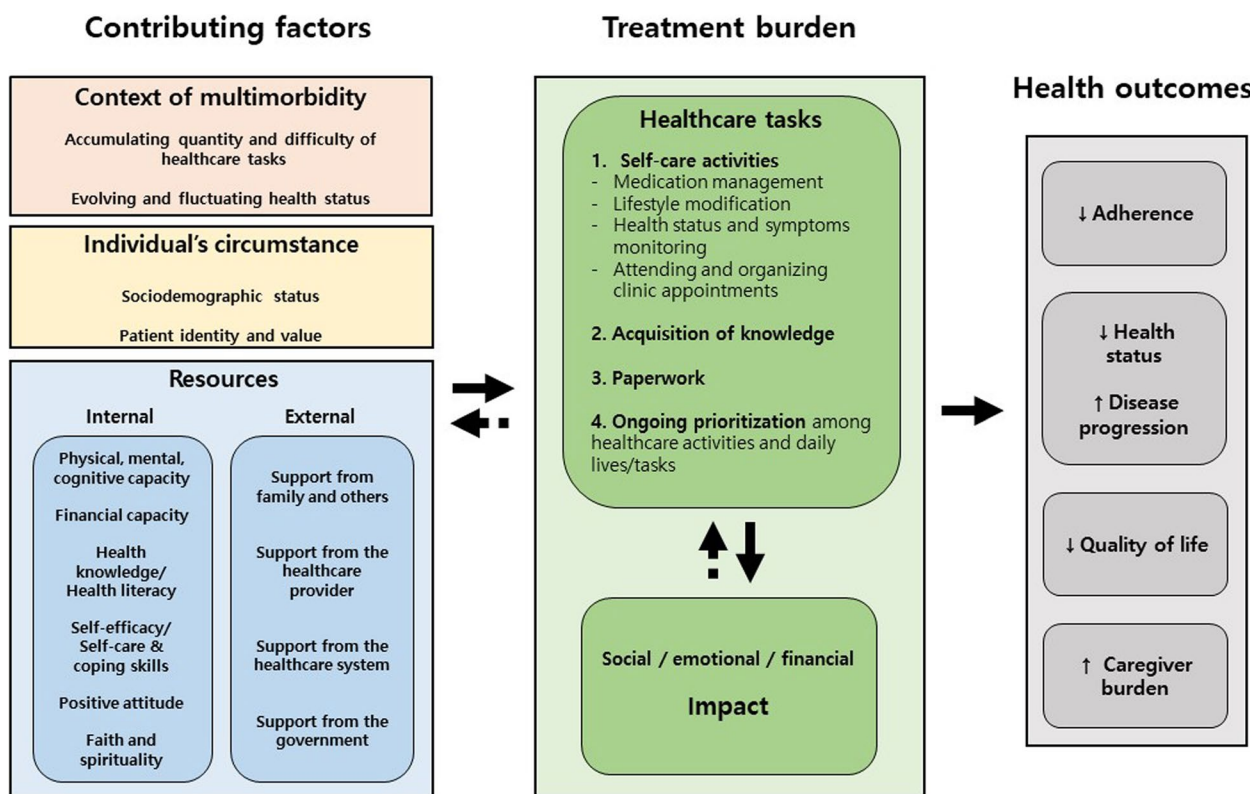 Contributing factors
Context of multimorbidity
Accumulating quantity and difficulty of
healthcare tasks
Evolving and fluctuating health status
Individual's circumstance
Sociodemographic status
Patient identity and value
Resources
Internal
Physical, mental,
cognitive capacity
Financial capacity
Health
knowledge/
Health literacy
Self-efficacy/
Self-care &
coping skills
Positive attitude
Faith and
spirituality
External
Support from
family and others
Support from the
healthcare
provider
Support from the
healthcare system
Support from the
government
Treatment burden
Healthcare tasks
1. Self-care activities
- Medication management
- Lifestyle modification
- Health status and symptoms
monitoring
- Attending and organizing
clinic appointments
2. Acquisition of knowledge
3. Paperwork
4. Ongoing prioritization among
healthcare activities and daily
lives/tasks
Social / emotional / financial
Impact
Health outcomes
↓ Adherence
↓ Health
status
↑ Disease
progression
↓ Quality of life
↑ Caregiver
burden